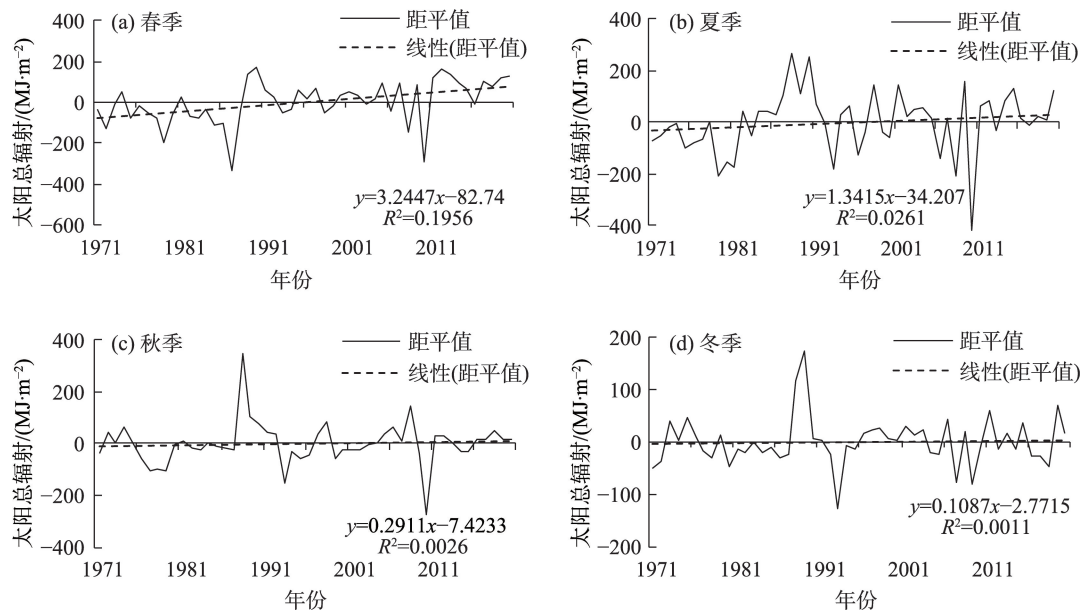 (a) 春季
距平值
线性(距平值)
太阳总辐射/(MJ·m⁻²)
400
200
0
−200
−400
−600
y=3.2447x−82.74
R²=0.1956
1971 1981 1991 2001 2011
年份
(b) 夏季
距平值
线性(距平值)
太阳总辐射/(MJ·m⁻²)
400
200
0
−200
−400
y=1.3415x−34.207
R²=0.0261
1971 1981 1991 2001 2011
年份
(c) 秋季
距平值
线性(距平值)
太阳总辐射/(MJ·m⁻²)
400
200
0
−200
−400
y=0.2911x−7.4233
R²=0.0026
1971 1981 1991 2001 2011
年份
(d) 冬季
距平值
线性(距平值)
太阳总辐射/(MJ·m⁻²)
200
100
0
−100
−200
y=0.1087x−2.7715
R²=0.0011
1971 1981 1991 2001 2011
年份